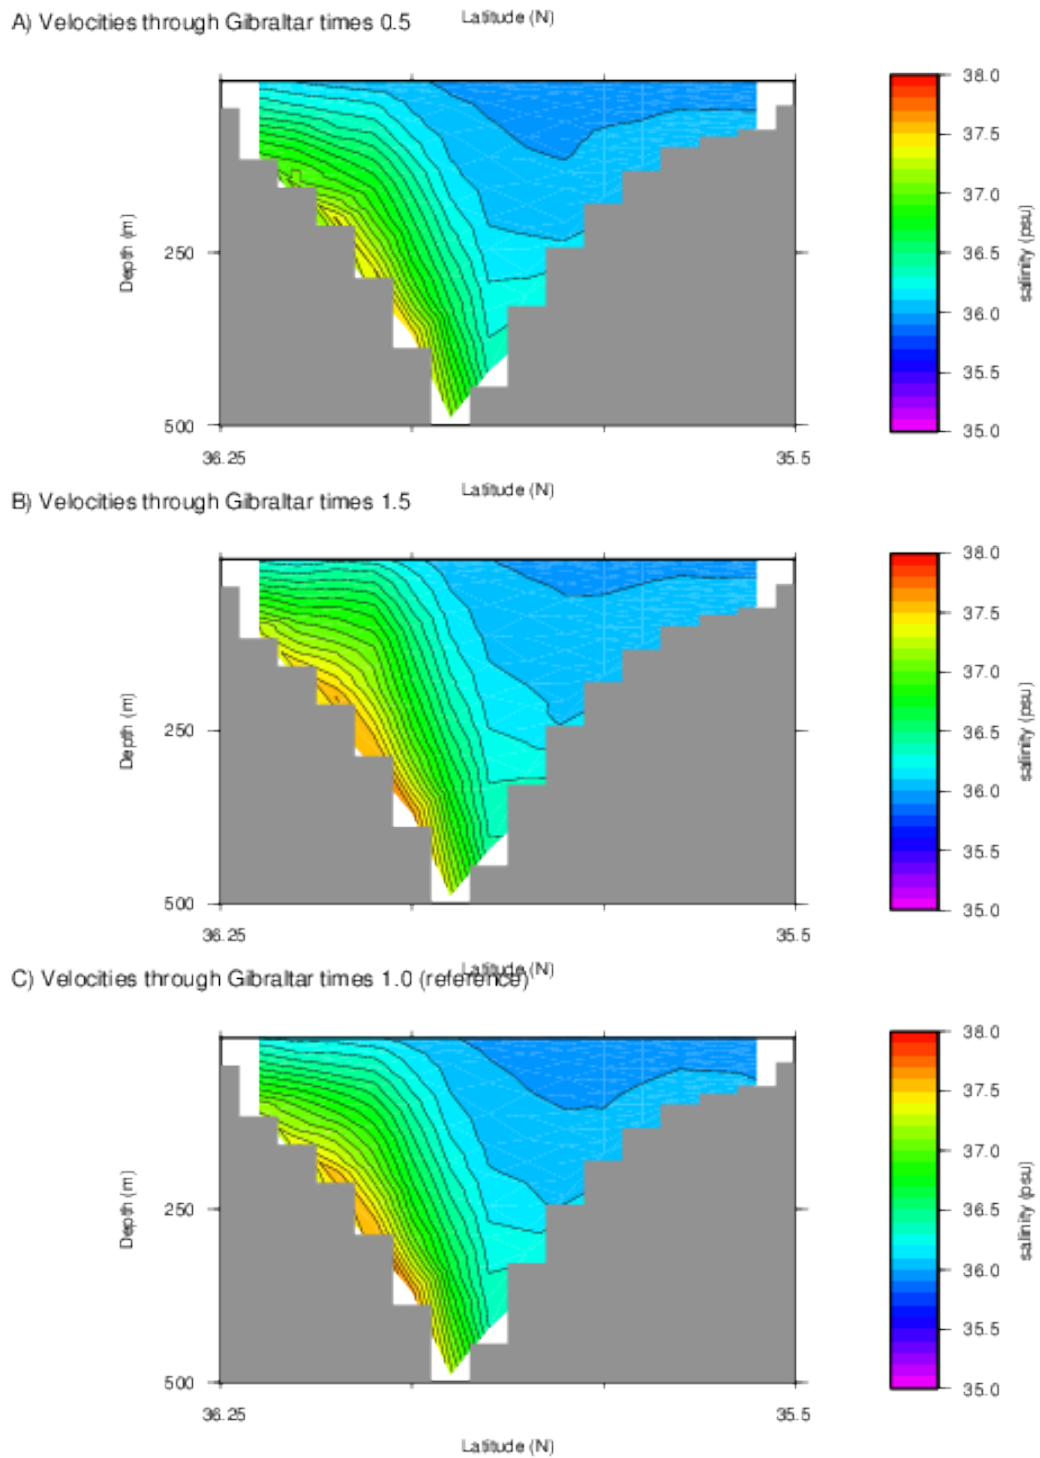 A) Velocities through Gibraltar times 0.5
Latitude (N)
Depth (m)
250
500
36.25
35.5
38.0
37.5
37.0
36.5
36.0
35.5
35.0
salinity (psu)
B) Velocities through Gibraltar times 1.5
Latitude (N)
Depth (m)
250
500
36.25
35.5
38.0
37.5
37.0
36.5
36.0
35.5
35.0
salinity (psu)
C) Velocities through Gibraltar times 1.0 (reference)
Latitude (N)
Depth (m)
250
500
36.25
35.5
38.0
37.5
37.0
36.5
36.0
35.5
35.0
salinity (psu)
Latitude (N)